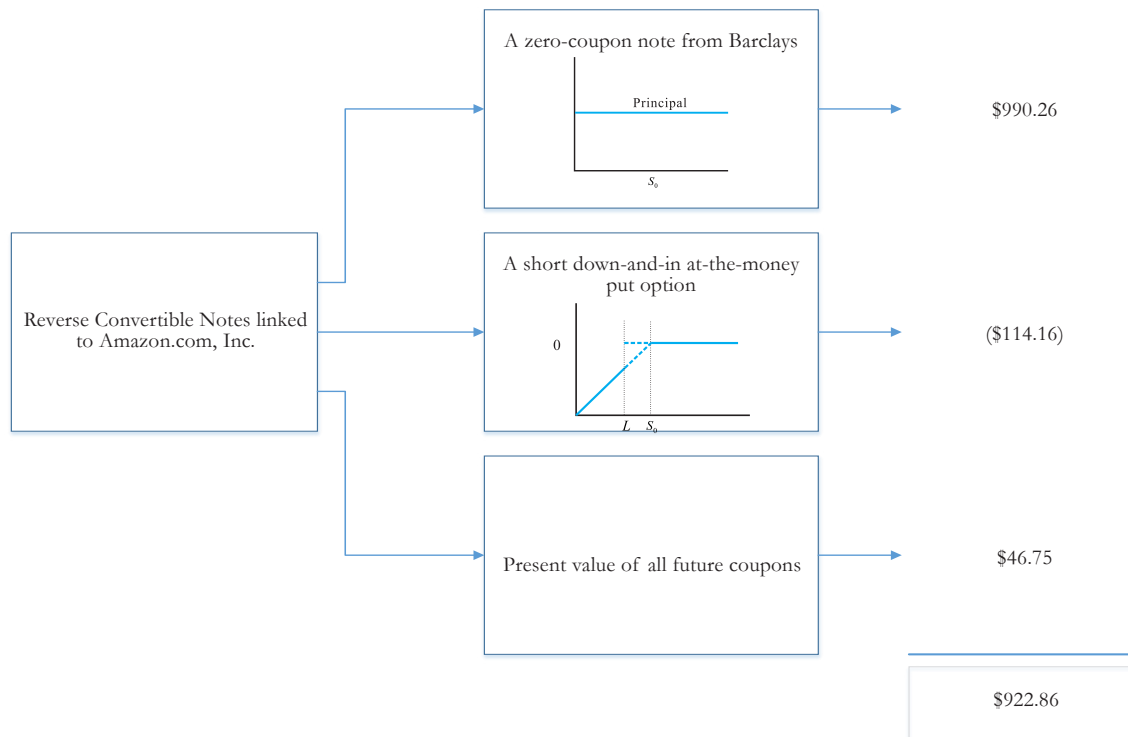 A zero-coupon note from Barclays
Principal
S₀
$990.26
Reverse Convertible Notes linked
to Amazon.com, Inc.
A short down-and-in at-the-money
put option
0
L S₀
($114.16)
Present value of all future coupons
$46.75
$922.86